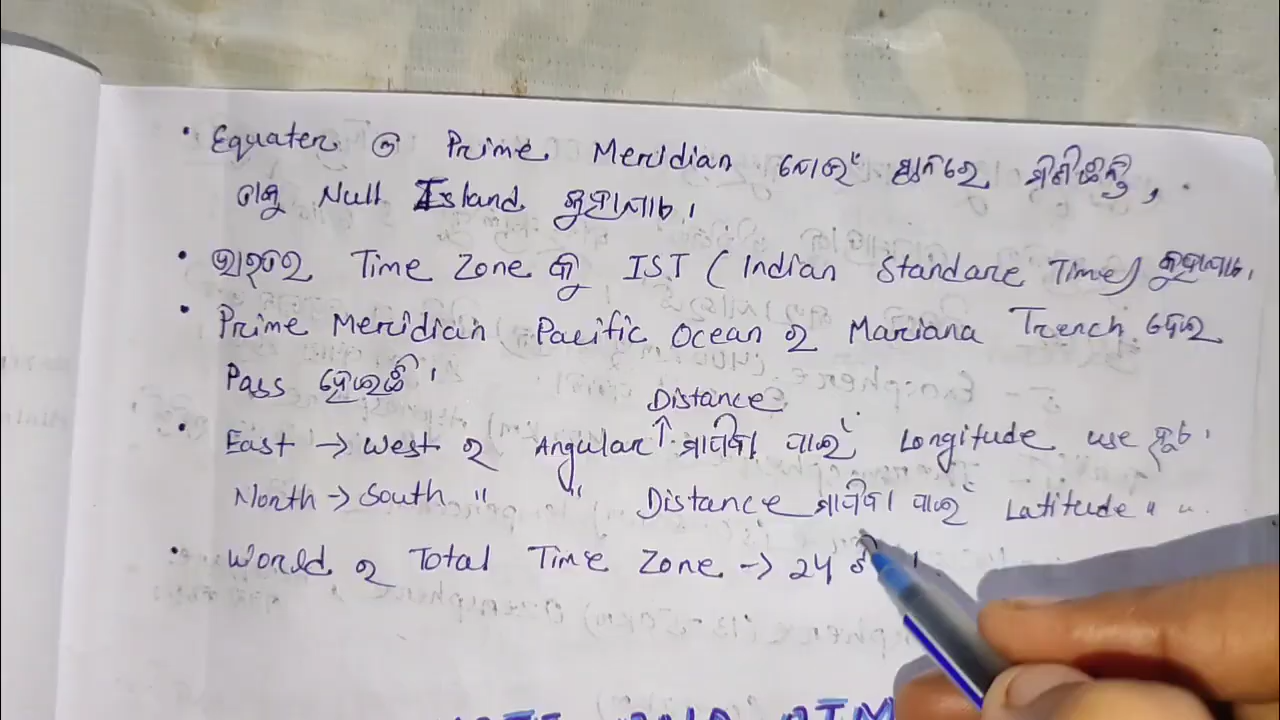 • Equater ଓ Prime Meridian ଯେଉଁ ସ୍ଥାନରେ ମିଶିଛନ୍ତି,
ତାକୁ Null Island କୁହାଯାଏ ।
• ଭାରତର Time Zone କୁ IST (Indian Standare Time) କୁହାଯାଏ ।
• Prime Meridian Pacific Ocean ର Mariana Trench ଦେଇ
Pass ହୋଇଛି ।
Distance
• East → West ର Angular ↑ ମାପିବା ପାଇଁ Longitude use ହୁଏ ।
North → South " " Distance ମାପିବା ପାଇଁ Latitude " "
• World ର Total Time Zone → 24